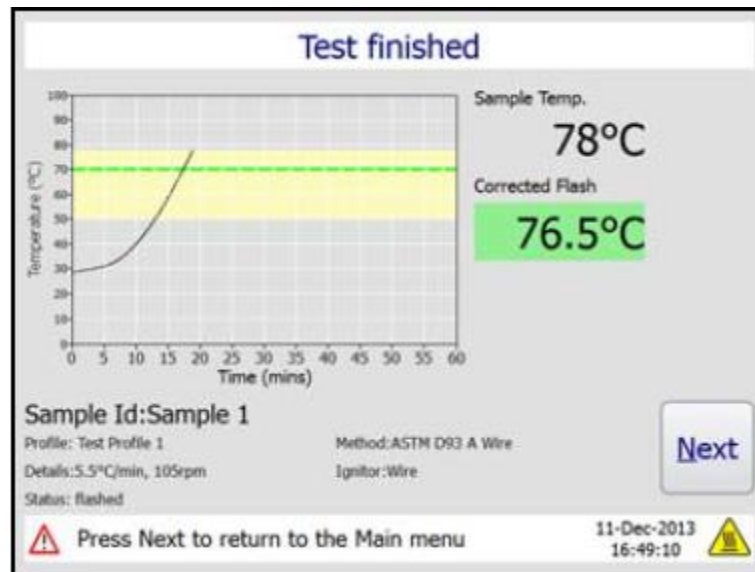 Test finished
Sample Temp.
78°C
Corrected Flash
76.5°C
Temperature (°C)
100
90
80
70
60
50
40
30
20
10
0
0 5 10 15 20 25 30 35 40 45 50 55 60
Time (mins)
Sample Id:Sample 1
Profile: Test Profile 1 Method:ASTM D93 A Wire
Details:5.5°C/min, 105rpm Ignitor:Wire
Status: flashed
Next
Press Next to return to the Main menu
11-Dec-2013
16:49:10